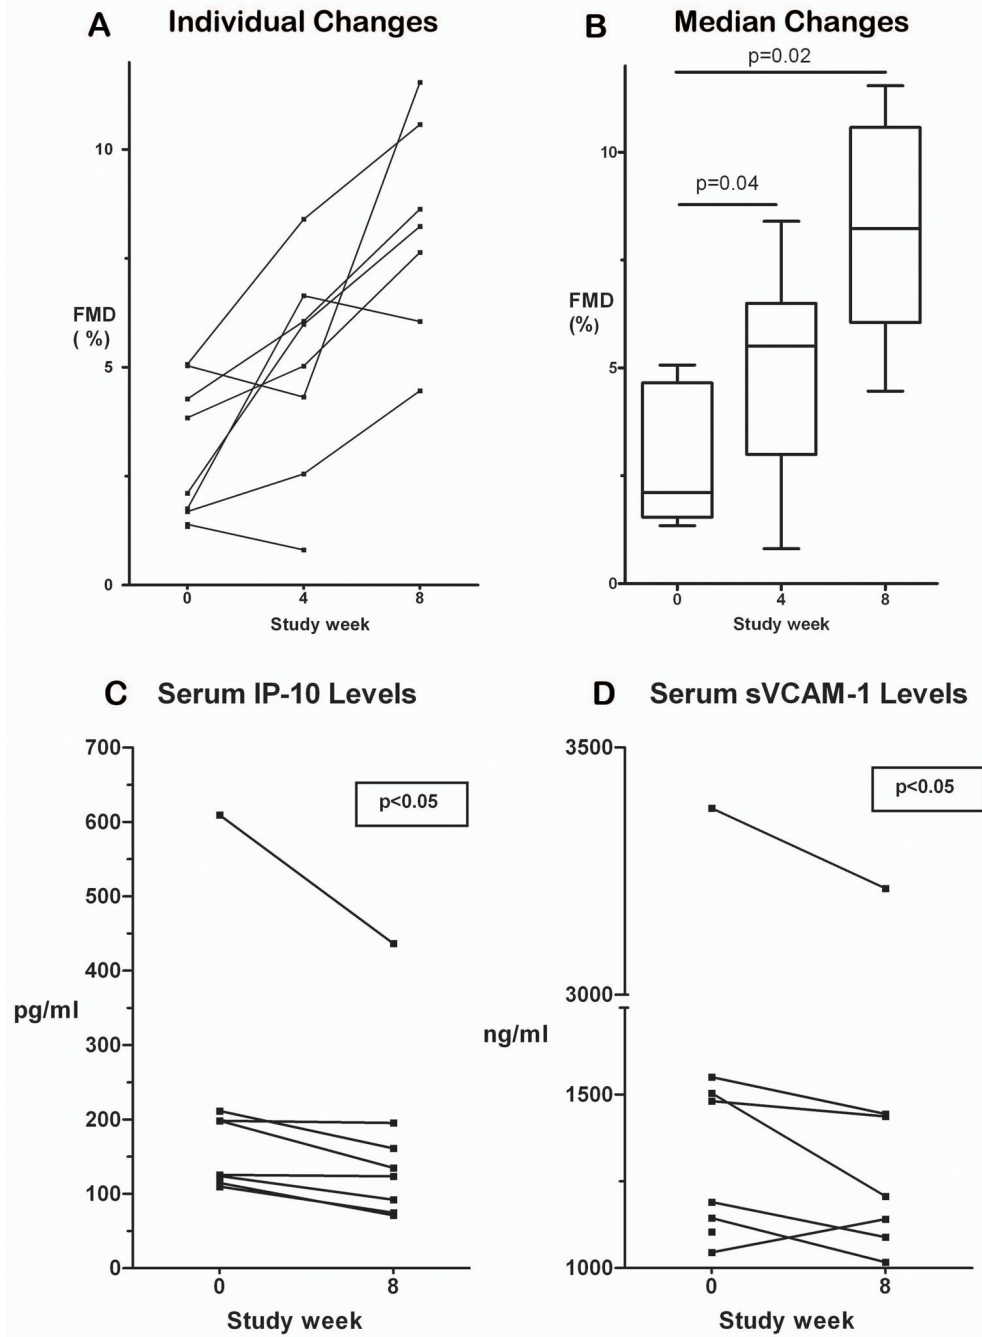 A Individual Changes
10
FMD
( %)
5
0
0 4 8
Study week
B Median Changes
p=0.02
10
p=0.04
FMD
(%)
5
0
0 4 8
Study week
C Serum IP-10 Levels
700
p<0.05
600
500
400
pg/ml
300
200
100
0
0 8
Study week
D Serum sVCAM-1 Levels
3500
p<0.05
3000
ng/ml
1500
1000
0 8
Study week